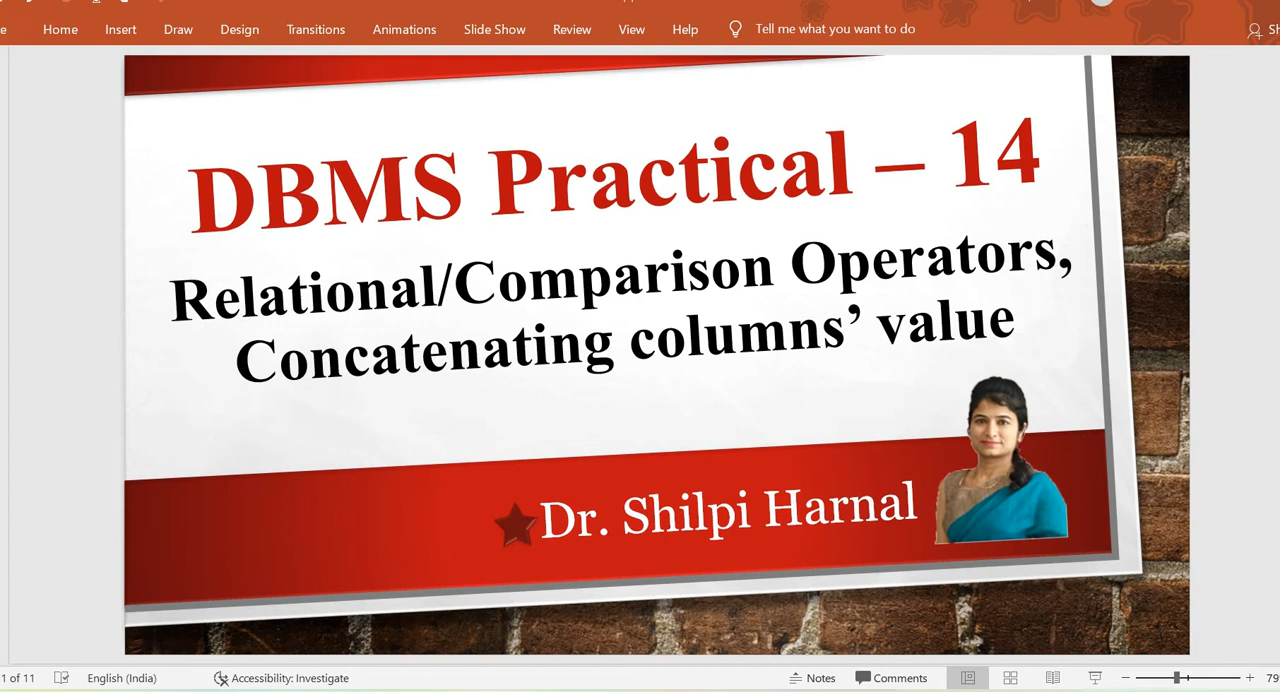 Home Insert Draw Design Transitions Animations Slide Show Review View Help Tell me what you want to do
DBMS Practical – 14
Relational/Comparison Operators,
Concatenating columns’ value
Dr. Shilpi Harnal
1 of 11 English (India) Accessibility: Investigate Notes Comments